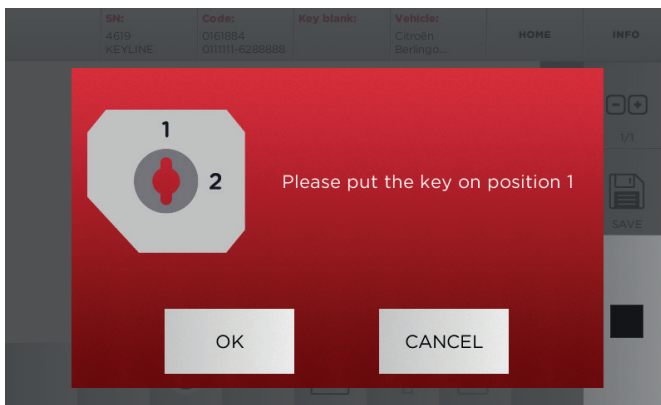 SN:
Code:
Key blank:
Vehicle:
4619
KEYLINE
0161884
0111111-6288888
Citroën
Berlingo...
HOME
INFO
1/1
SAVE
1
2
Please put the key on position 1
OK
CANCEL